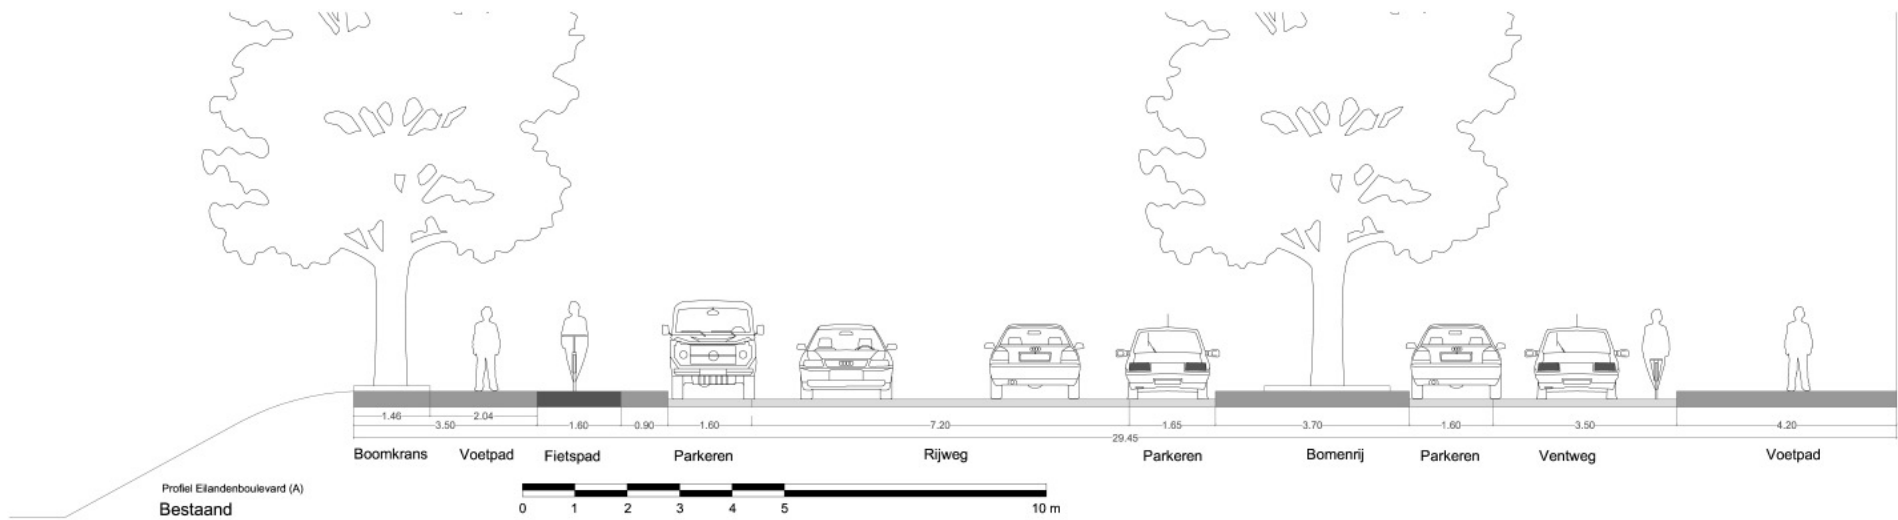 1.46 2.04
3.50 1.60 0.90 1.60 7.20 1.65 3.70 1.60 3.50 4.20
29.45
Boomkrans Voetpad Fietspad Parkeren Rijweg Parkeren Bomenrij Parkeren Ventweg Voetpad
Profiel Eilandenboulevard (A)
Bestaand
0 1 2 3 4 5 10 m